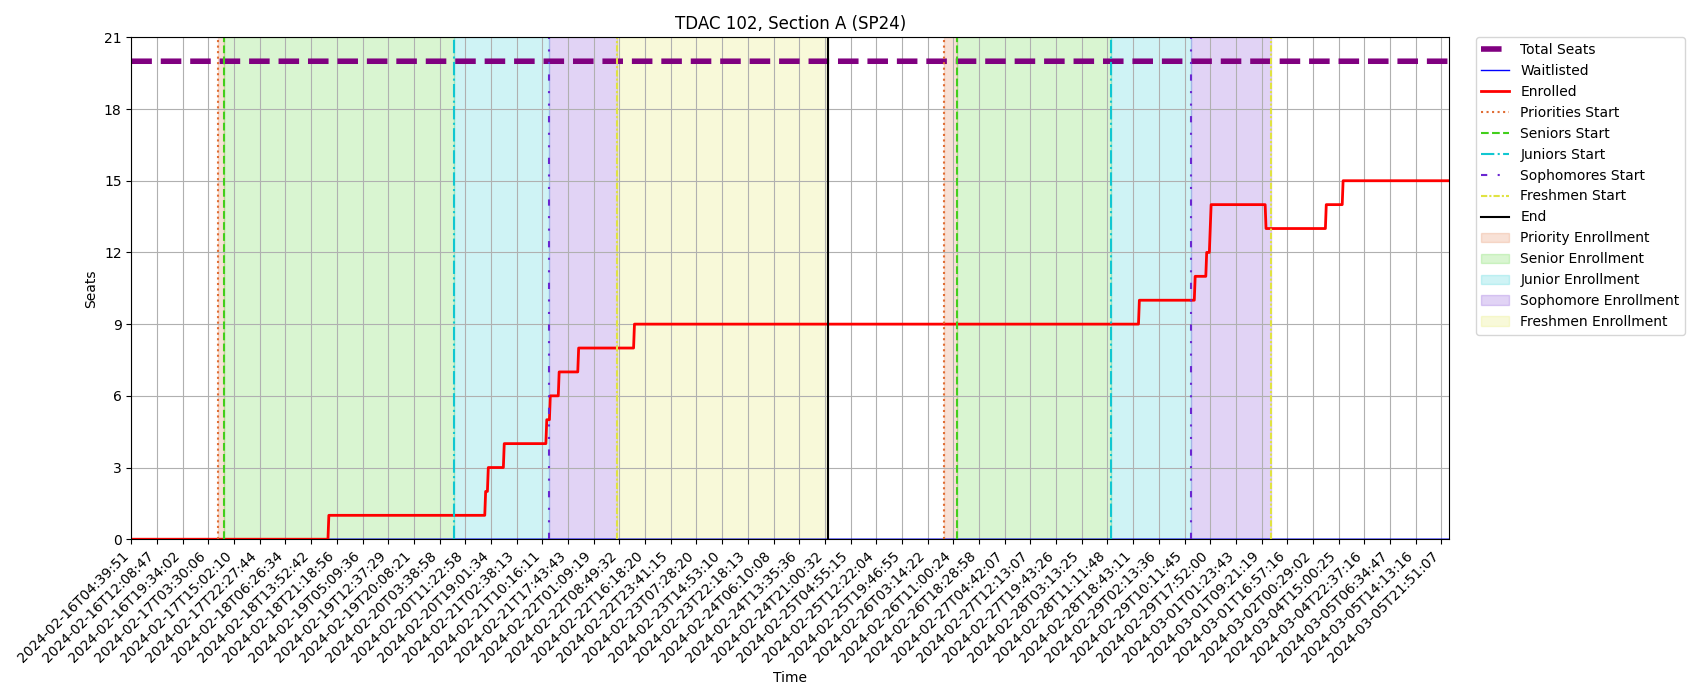 TDAC 102, Section A (SP24)
21
18
15
12
9
6
3
0
Seats
2024-02-16T04:39:51
2024-02-16T12:08:47
2024-02-16T19:34:02
2024-02-17T03:30:06
2024-02-17T15:02:10
2024-02-17T22:27:44
2024-02-18T06:26:34
2024-02-18T13:52:42
2024-02-18T21:18:56
2024-02-19T05:09:36
2024-02-19T12:37:29
2024-02-19T20:08:21
2024-02-20T03:38:58
2024-02-20T11:22:58
2024-02-20T19:01:34
2024-02-21T02:38:13
2024-02-21T10:16:11
2024-02-21T17:43:43
2024-02-22T01:09:19
2024-02-22T08:49:32
2024-02-22T16:18:20
2024-02-22T23:41:15
2024-02-23T07:28:20
2024-02-23T14:53:10
2024-02-23T22:18:13
2024-02-24T06:10:08
2024-02-24T13:35:36
2024-02-24T21:00:32
2024-02-25T04:55:15
2024-02-25T12:22:04
2024-02-25T19:46:55
2024-02-26T03:14:22
2024-02-26T11:00:24
2024-02-26T18:28:58
2024-02-27T04:42:07
2024-02-27T12:13:07
2024-02-27T19:43:26
2024-02-28T03:13:25
2024-02-28T11:11:48
2024-02-28T18:43:11
2024-02-29T02:13:36
2024-02-29T10:11:45
2024-02-29T17:52:00
2024-03-01T01:23:43
2024-03-01T09:21:19
2024-03-01T16:57:16
2024-03-02T00:29:02
2024-03-04T15:00:25
2024-03-04T22:37:16
2024-03-05T06:34:47
2024-03-05T14:13:16
2024-03-05T21:51:07
Time
Total Seats
Waitlisted
Enrolled
Priorities Start
Seniors Start
Juniors Start
Sophomores Start
Freshmen Start
End
Priority Enrollment
Senior Enrollment
Junior Enrollment
Sophomore Enrollment
Freshmen Enrollment